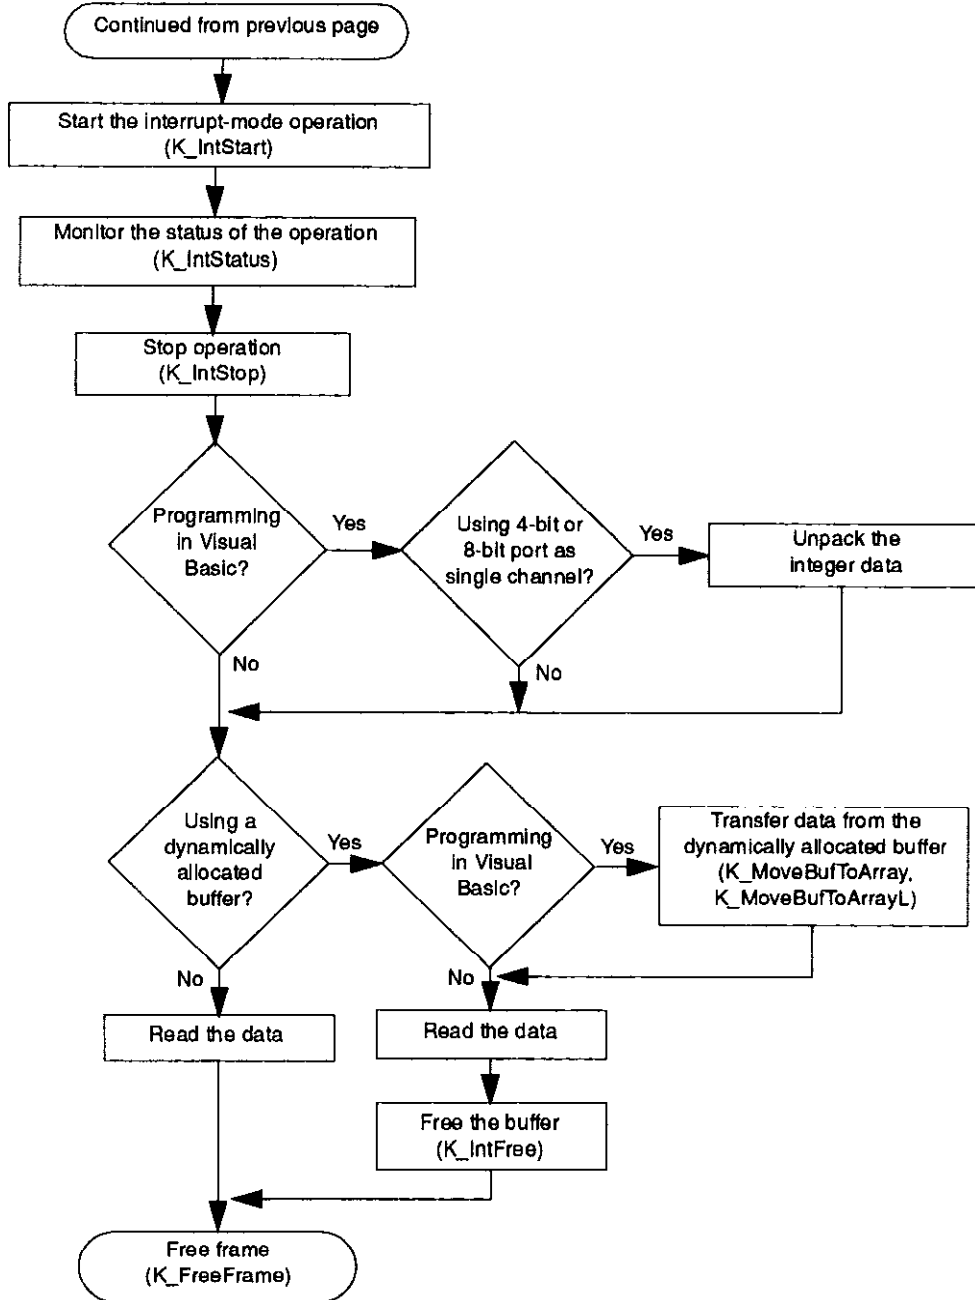 Continued from previous page
Start the interrupt-mode operation
(K_IntStart)
Monitor the status of the operation
(K_IntStatus)
Stop operation
(K_IntStop)
Programming
in Visual
Basic?
Yes
Using 4-bit or
8-bit port as
single channel?
Yes
Unpack the
integer data
No
No
Using a
dynamically
allocated
buffer?
Yes
Programming
in Visual
Basic?
Yes
Transfer data from the
dynamically allocated buffer
(K_MoveBufToArray,
K_MoveBufToArrayL)
No
No
Read the data
Read the data
Free the buffer
(K_IntFree)
Free frame
(K_FreeFrame)